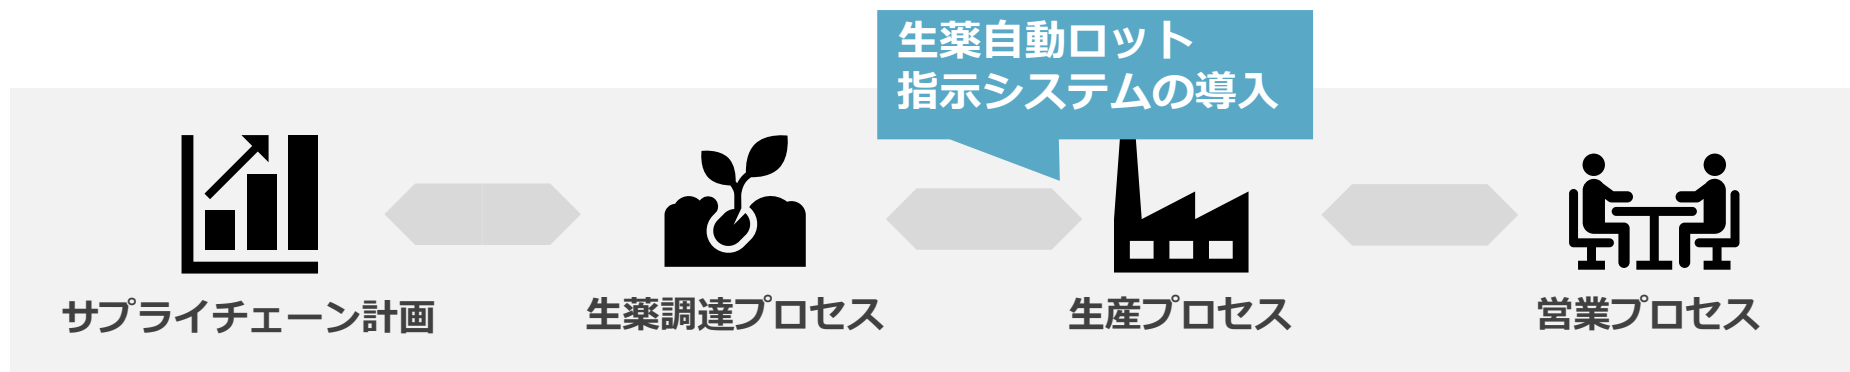 生薬自動ロット
指示システムの導入
サプライチェーン計画
生薬調達プロセス
生産プロセス
営業プロセス